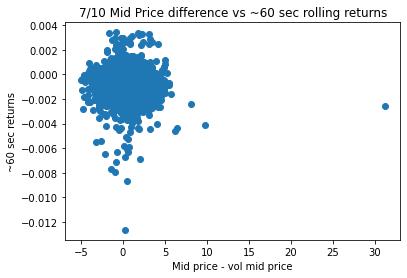 7/10 Mid Price difference vs ~60 sec rolling returns
0.004
0.002
0.000
−0.002
−0.004
−0.006
−0.008
−0.010
−0.012
~60 sec returns
−5 0 5 10 15 20 25 30
Mid price - vol mid price